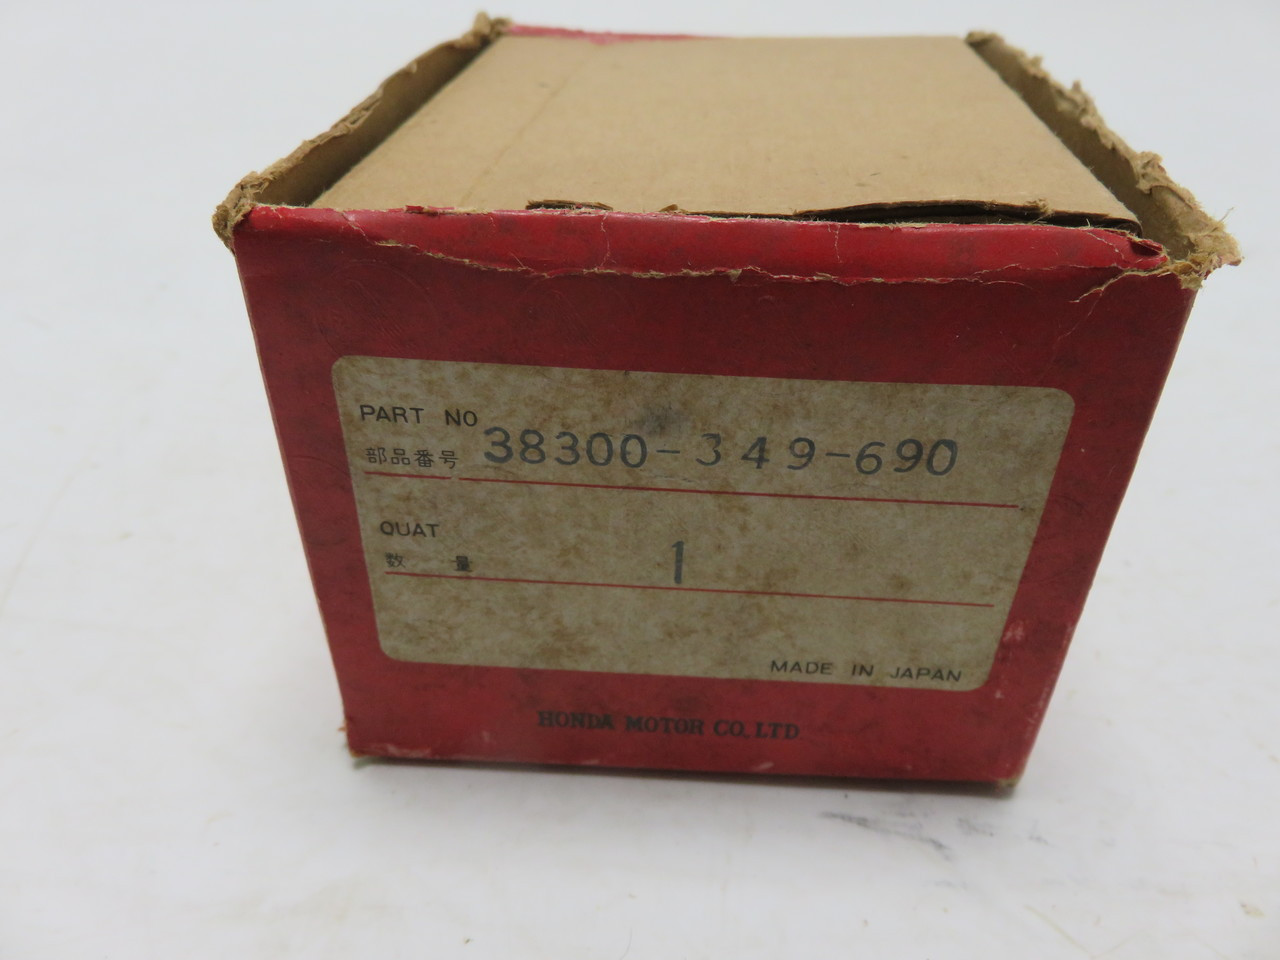 PART NO
部品番号 38300-349-690
QUAT
数 量 1
MADE IN JAPAN
HONDA MOTOR CO. LTD